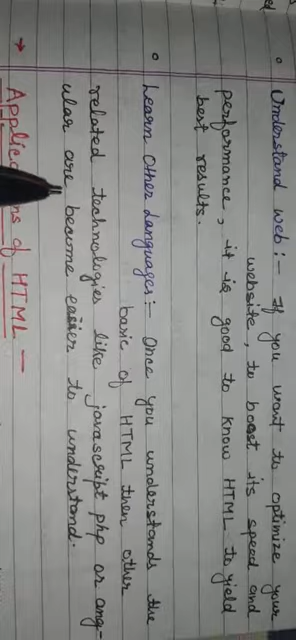 • Understand web :- If you want to optimize your
website, to boost its speed and
performance, it is good to know HTML to yield
best results.
• Learn Other Languages :- Once you understands the
basic of HTML then other
related technologies like javascript php or ang-
ular are become easier to understand.
→ of HTML -